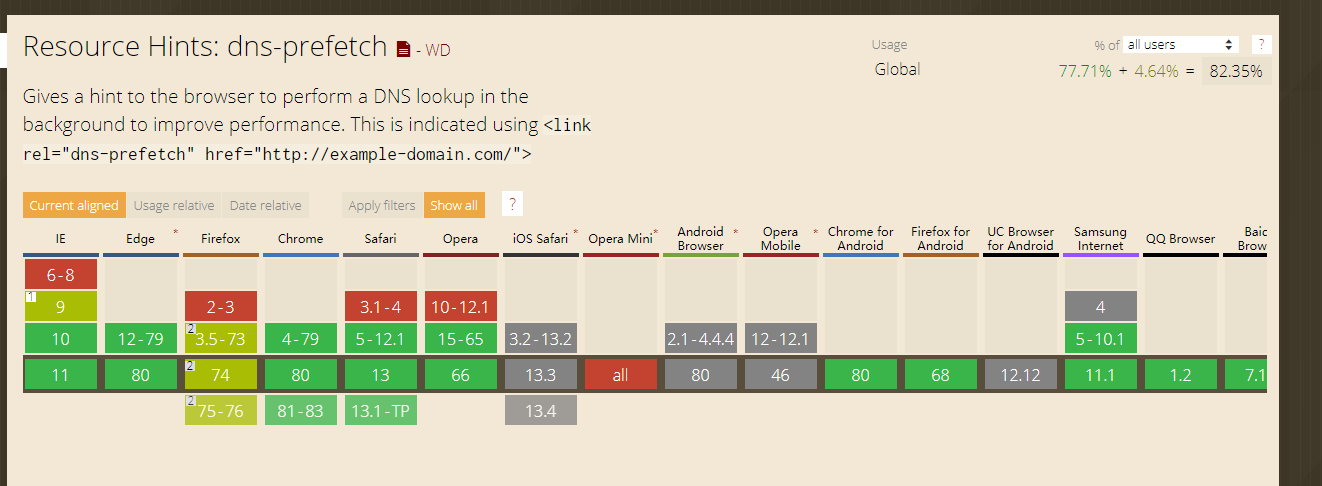 Resource Hints: dns-prefetch - WD
Usage % of all users ?
Global 77.71% + 4.64% = 82.35%
Gives a hint to the browser to perform a DNS lookup in the
background to improve performance. This is indicated using <link
rel="dns-prefetch" href="http://example-domain.com/">
Current aligned Usage relative Date relative Apply filters Show all ?
IE Edge * Firefox Chrome Safari Opera iOS Safari * Opera Mini * Android Browser * Opera Mobile * Chrome for Android Firefox for Android UC Browser for Android Samsung Internet QQ Browser Baid Brow
6-8
1 9 2-3 3.1-4 10-12.1 4
10 12-79 2 3.5-73 4-79 5-12.1 15-65 3.2-13.2 2.1-4.4.4 12-12.1 5-10.1
11 80 2 74 80 13 66 13.3 all 80 46 80 68 12.12 11.1 1.2 7.1
2 75-76 81-83 13.1-TP 13.4